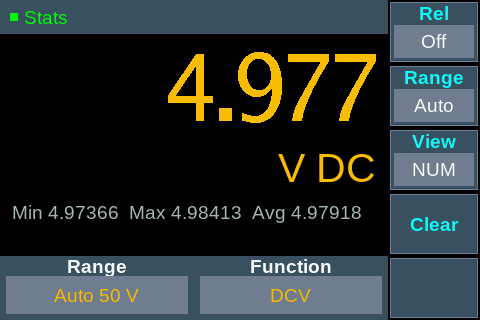 Stats
4.977
V DC
Min 4.97366 Max 4.98413 Avg 4.97918
Range
Auto 50 V
Function
DCV
Rel
Off
Range
Auto
View
NUM
Clear